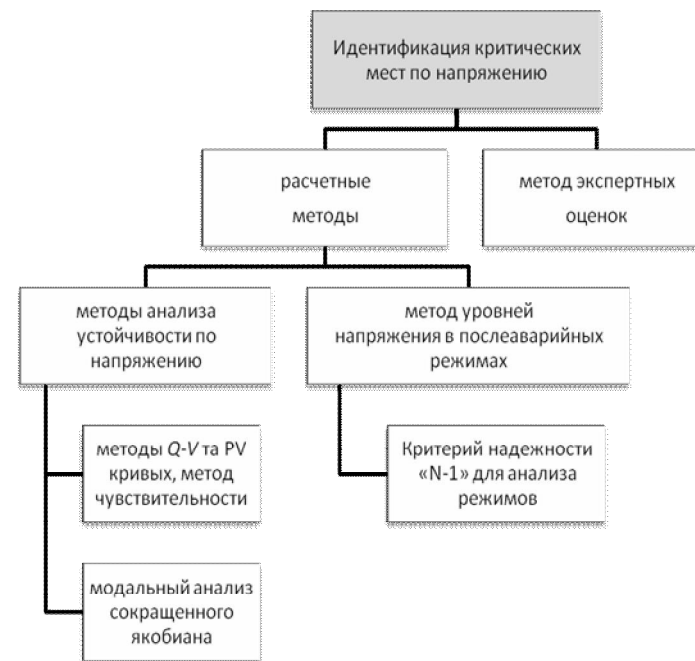 Идентификация критических
мест по напряжению
расчетные
методы
метод экспертных
оценок
методы анализа
устойчивости по
напряжению
метод уровней
напряжения в послеаварийных
режимах
методы Q-V та PV
кривых, метод
чувствительности
Критерий надежности
«N-1» для анализа
режимов
модальный анализ
сокращенного
якобиана